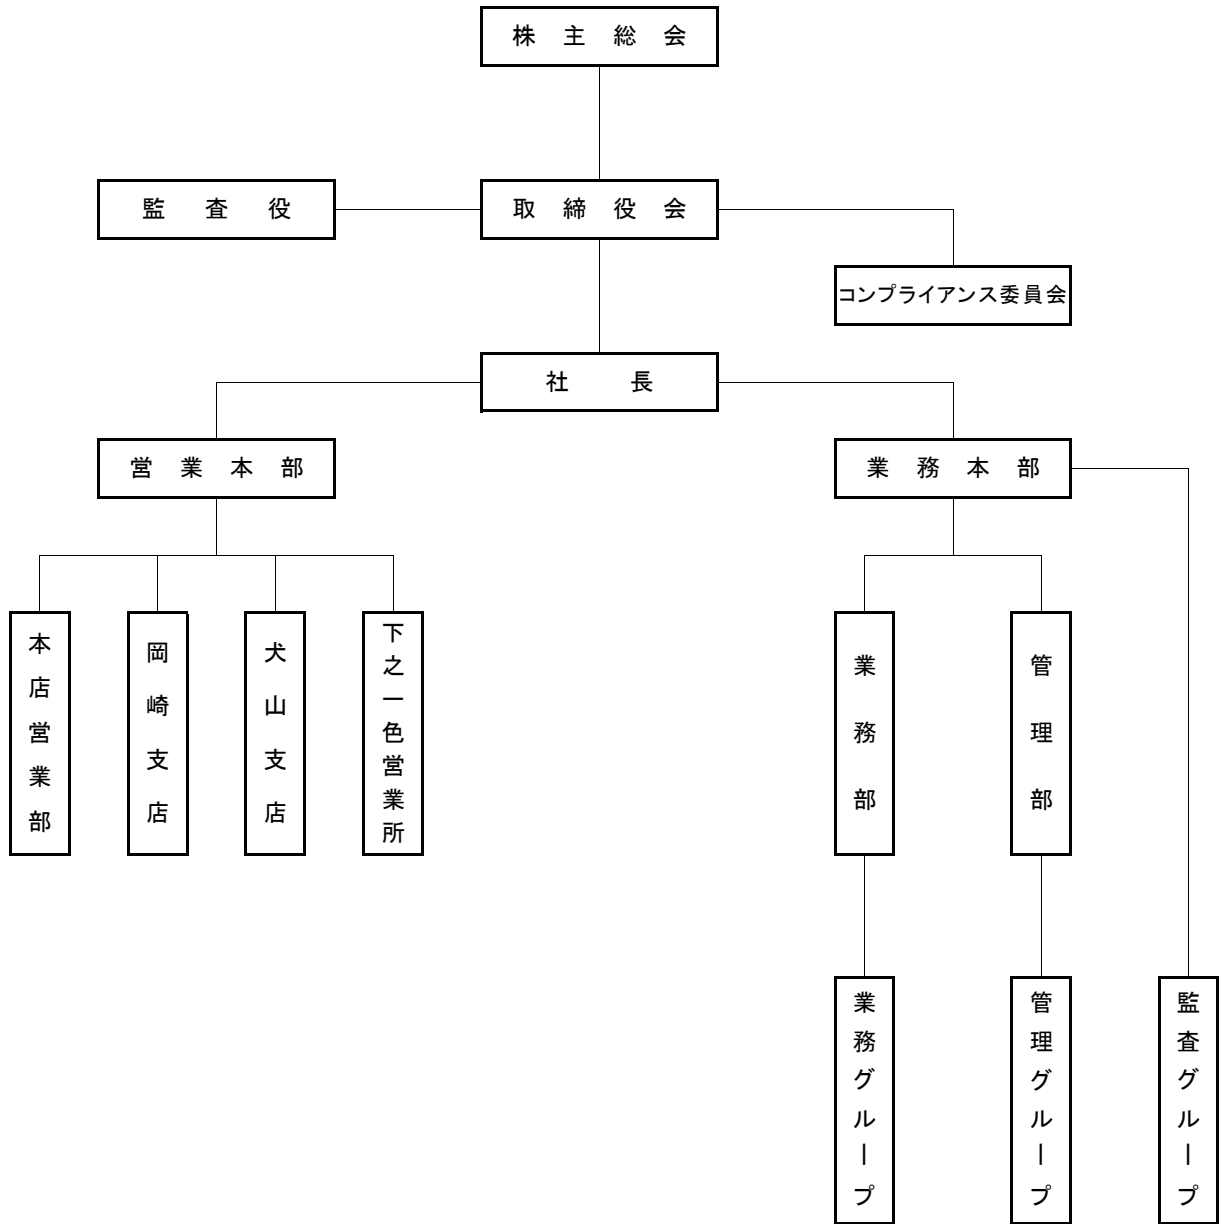 株主総会
監査役
取締役会
コンプライアンス委員会
社長
営業本部
業務本部
本店営業部
岡崎支店
犬山支店
下之一色営業所
業務部
管理部
業務グループ
管理グループ
監査グループ